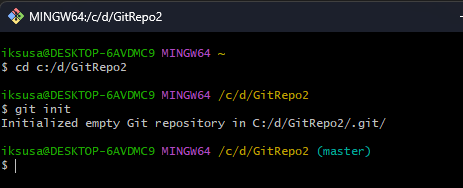 MINGW64:/c/d/GitRepo2
iksusa@DESKTOP-6AVDMC9 MINGW64 ~
$ cd c:/d/GitRepo2
iksusa@DESKTOP-6AVDMC9 MINGW64 /c/d/GitRepo2
$ git init
Initialized empty Git repository in C:/d/GitRepo2/.git/
iksusa@DESKTOP-6AVDMC9 MINGW64 /c/d/GitRepo2 (master)
$